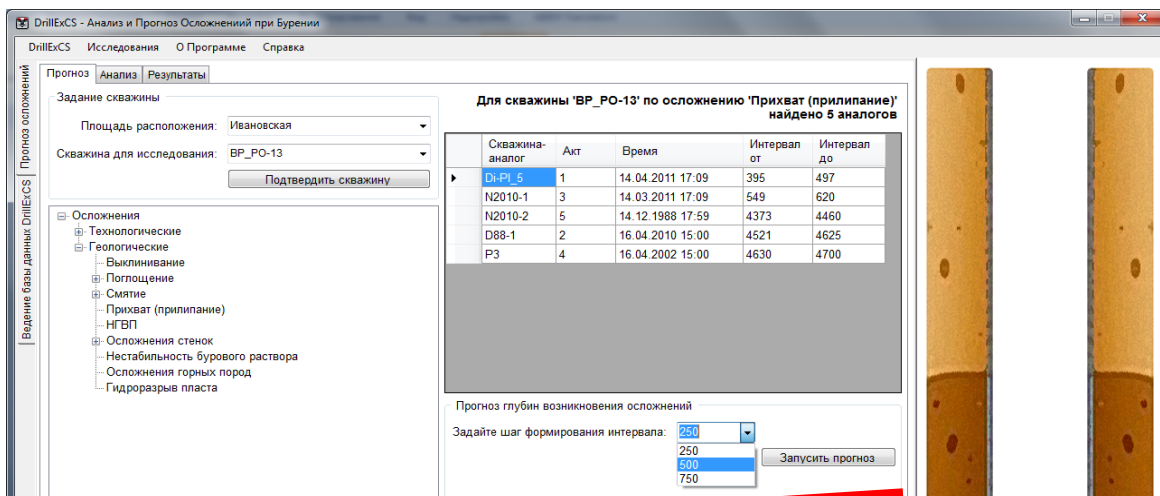 DrillExCS - Анализ и Прогноз Осложнениий при Бурении
DrillExCS Исследования О Программе Справка
Ведение базы данных DrillExCS
Прогноз осложнений
Прогноз Анализ Результаты
Задание скважины
Площадь расположения: Ивановская
Скважина для исследования: BP_PO-13
Подтвердить скважину
Осложнения
Технологические
Геологические
Выклинивание
Поглощение
Смятие
Прихват (прилипание)
НГВП
Осложнения стенок
Нестабильность бурового раствора
Осложнения горных пород
Гидроразрыв пласта
Для скважины 'BP_PO-13' по осложнению 'Прихват (прилипание)'
найдено 5 аналогов
Скважина-аналог Акт Время Интервал от Интервал до
Di-Pl_5 1 14.04.2011 17:09 395 497
N2010-1 3 14.03.2011 17:09 549 620
N2010-2 5 14.12.1988 17:59 4373 4460
D88-1 2 16.04.2010 15:00 4521 4625
P3 4 16.04.2002 15:00 4630 4700
Прогноз глубин возникновения осложнений
Задайте шаг формирования интервала: 250
250
500
750
Запусить прогноз